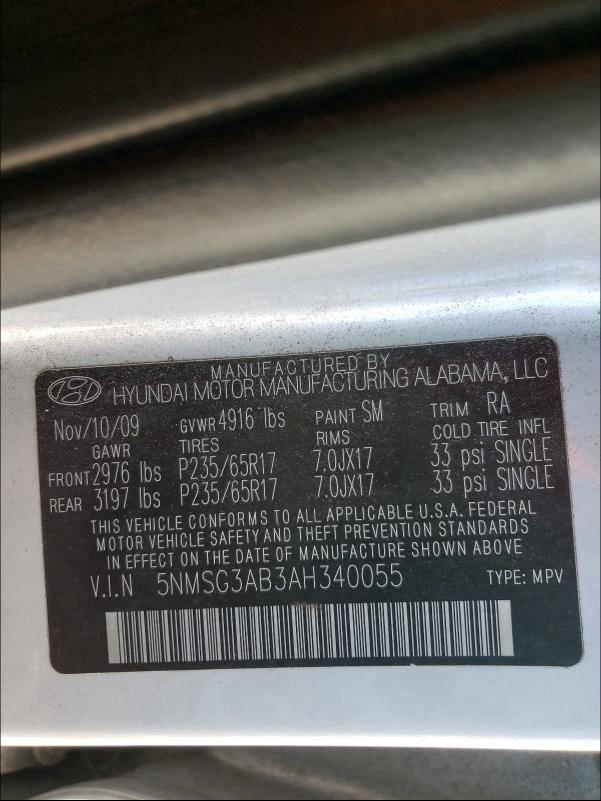 MANUFACTURED BY
HYUNDAI MOTOR MANUFACTURING ALABAMA, LLC
Nov/10/09 GVWR 4916 lbs PAINT SM TRIM RA
GAWR TIRES RIMS COLD TIRE INFL
FRONT 2976 lbs P235/65R17 7.0JX17 33 psi SINGLE
REAR 3197 lbs P235/65R17 7.0JX17 33 psi SINGLE
THIS VEHICLE CONFORMS TO ALL APPLICABLE U.S.A. FEDERAL
MOTOR VEHICLE SAFETY AND THEFT PREVENTION STANDARDS
IN EFFECT ON THE DATE OF MANUFACTURE SHOWN ABOVE
V.I.N 5NMSG3AB3AH340055 TYPE: MPV